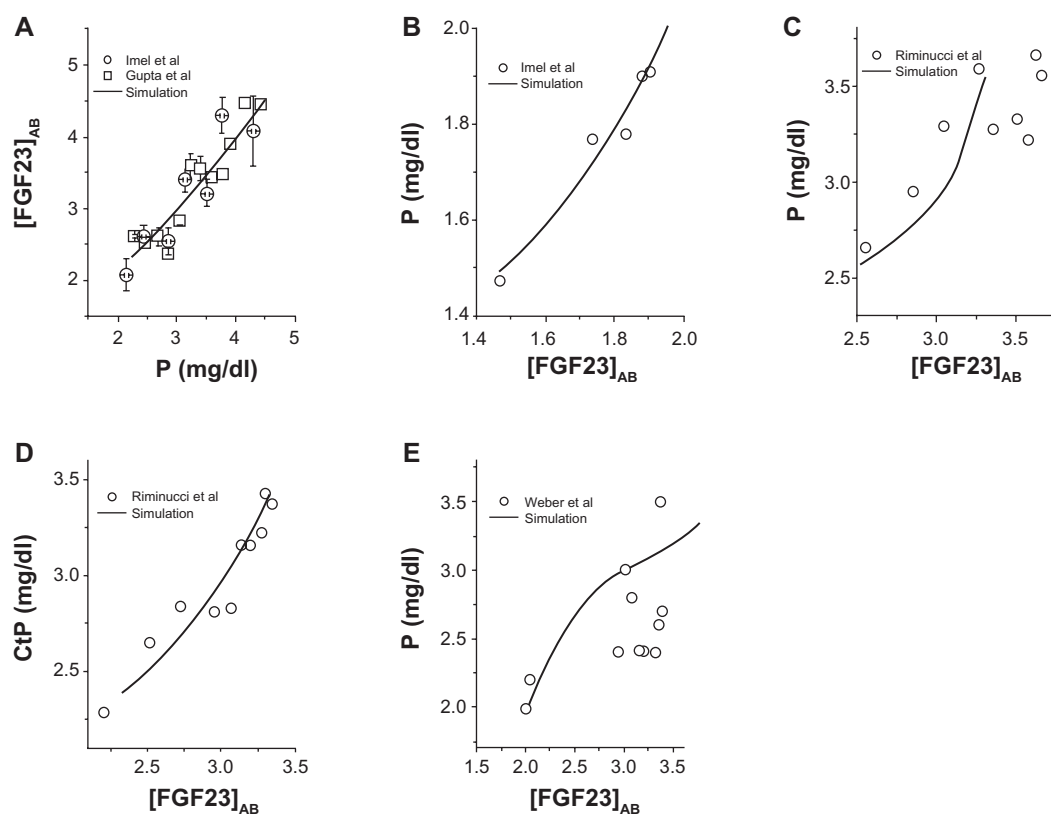 A
Imel et al
Gupta et al
Simulation
5
4
3
2
[FGF23]AB
2 3 4 5
P (mg/dl)
B
Imel et al
Simulation
2.0
1.8
1.6
1.4
P (mg/dl)
1.4 1.6 1.8 2.0
[FGF23]AB
C
Riminucci et al
Simulation
3.5
3.0
2.5
P (mg/dl)
2.5 3.0 3.5
[FGF23]AB
D
Riminucci et al
Simulation
3.5
3.0
2.5
CtP (mg/dl)
2.5 3.0 3.5
[FGF23]AB
E
Weber et al
Simulation
3.5
3.0
2.5
2.0
P (mg/dl)
1.5 2.0 2.5 3.0 3.5
[FGF23]AB